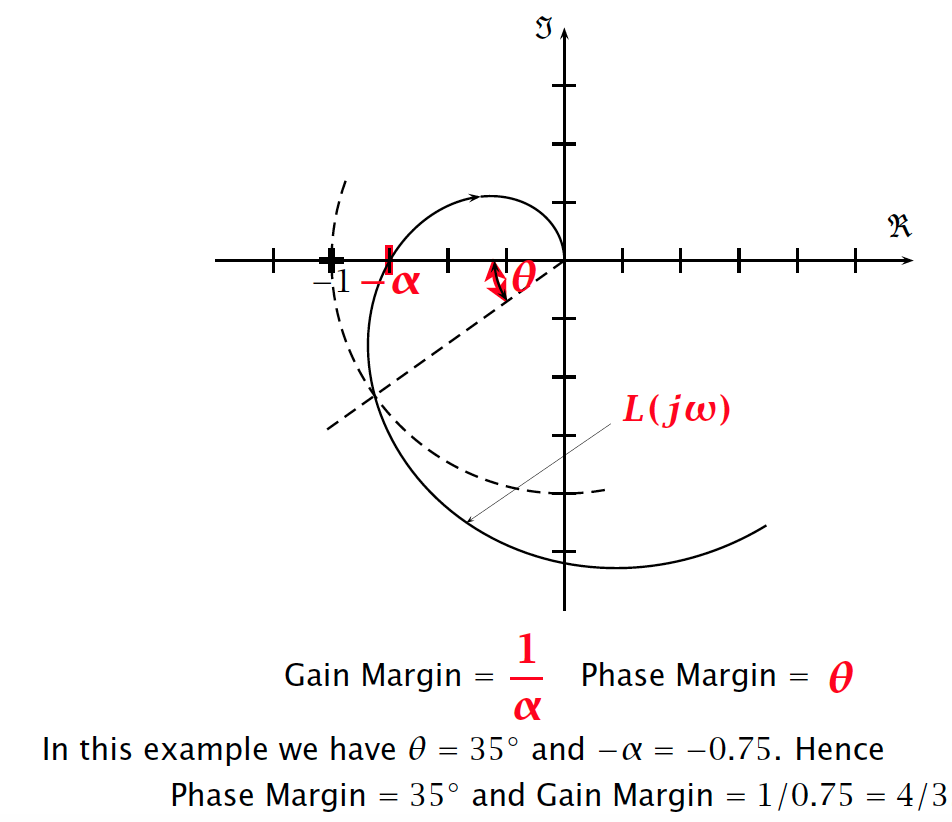 ℑ
ℜ
−1 −α θ
L(jω)
Gain Margin = 1/α Phase Margin = θ
In this example we have θ = 35° and −α = −0.75. Hence
Phase Margin = 35° and Gain Margin = 1/0.75 = 4/3